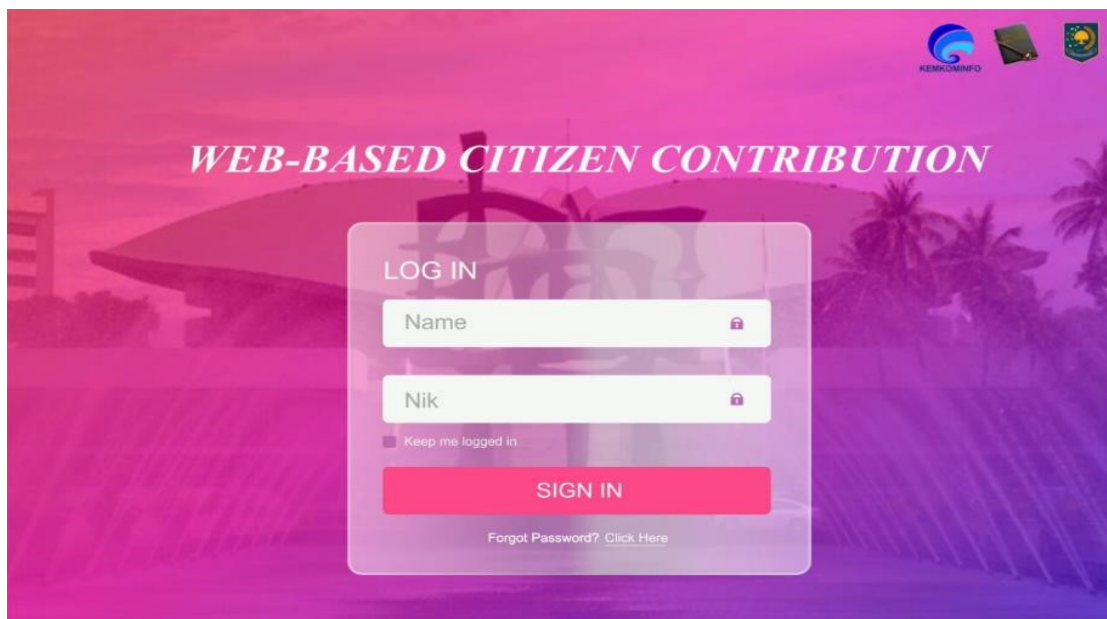 KEMKOMINFO
WEB-BASED CITIZEN CONTRIBUTION
LOG IN
Name
Nik
Keep me logged in
SIGN IN
Forgot Password? Click Here